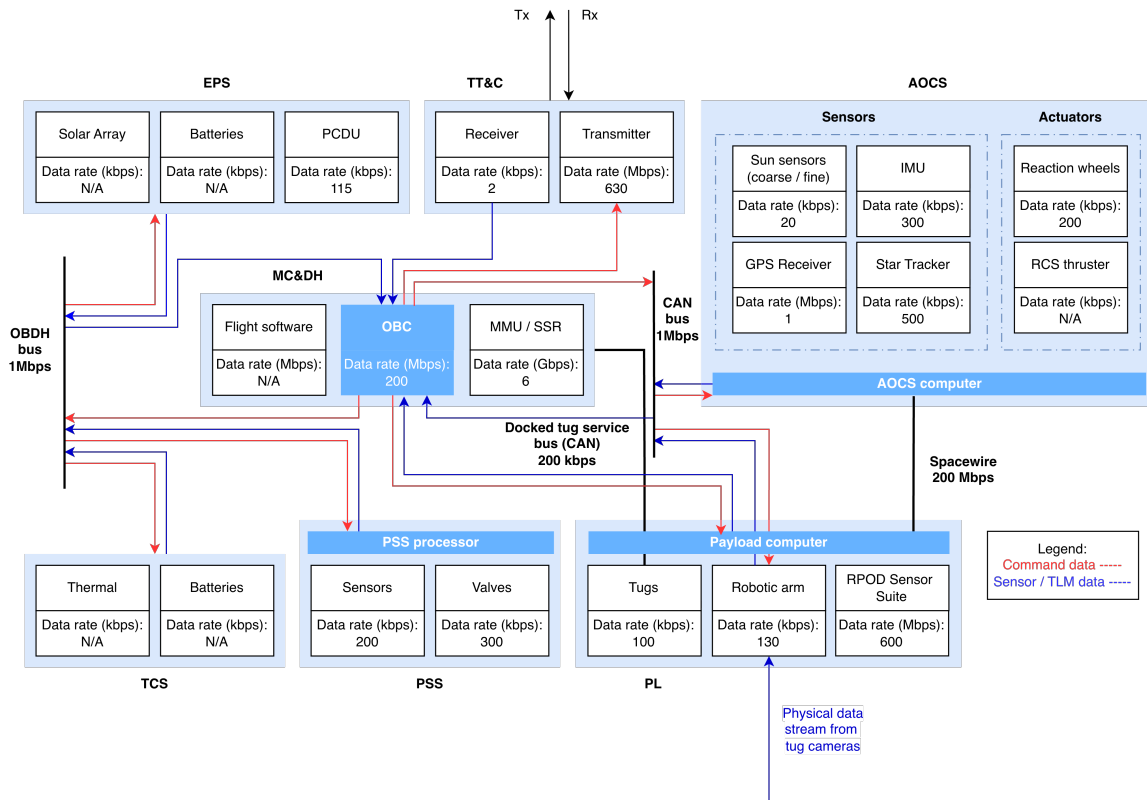 Tx
Rx
EPS
TT&C
AOCS
Solar Array
Data rate (kbps):
N/A
Batteries
Data rate (kbps):
N/A
PCDU
Data rate (kbps):
115
Receiver
Data rate (kbps):
2
Transmitter
Data rate (Mbps):
630
Sensors
Sun sensors
(coarse / fine)
Data rate (kbps):
20
IMU
Data rate (kbps):
300
GPS Receiver
Data rate (Mbps):
1
Star Tracker
Data rate (kbps):
500
Actuators
Reaction wheels
Data rate (kbps):
200
RCS thruster
Data rate (kbps):
N/A
AOCS computer
MC&DH
Flight software
Data rate (Mbps):
N/A
OBC
Data rate (Mbps):
200
MMU / SSR
Data rate (Gbps):
6
OBDH
bus
1Mbps
CAN
bus
1Mbps
Docked tug service
bus (CAN)
200 kbps
Spacewire
200 Mbps
Thermal
Data rate (kbps):
N/A
Batteries
Data rate (kbps):
N/A
TCS
PSS processor
Sensors
Data rate (kbps):
200
Valves
Data rate (kbps):
300
PSS
Payload computer
Tugs
Data rate (kbps):
100
Robotic arm
Data rate (kbps):
130
RPOD Sensor
Suite
Data rate (Mbps):
600
PL
Legend:
Command data -----
Sensor / TLM data -----
Physical data
stream from
tug cameras